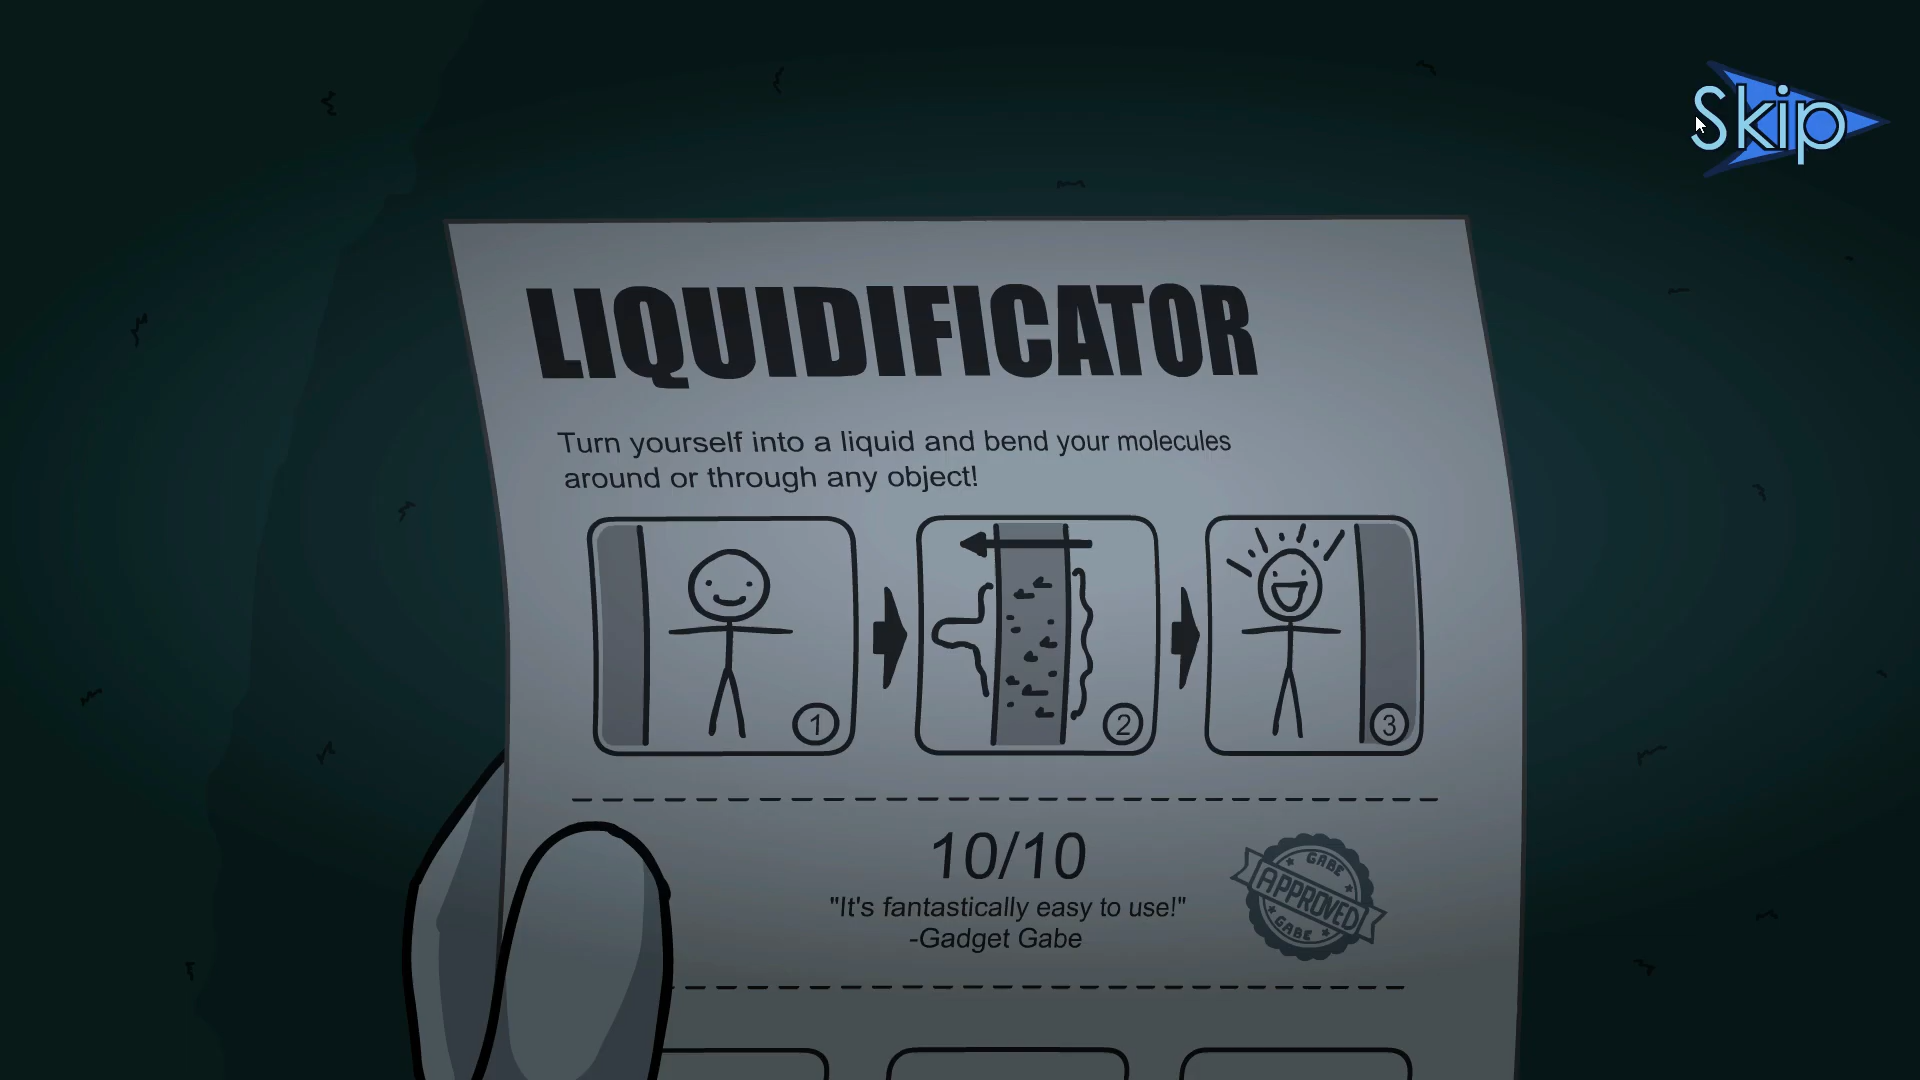 Skip
LIQUIDIFICATOR
Turn yourself into a liquid and bend your molecules
around or through any object!
1
2
3
10/10
"It's fantastically easy to use!"
-Gadget Gabe
GABE
APPROVED
GABE